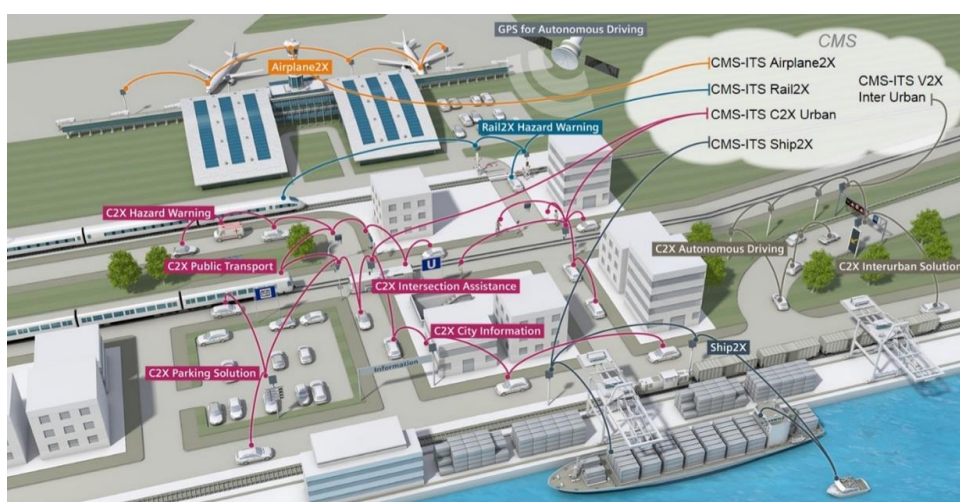 GPS for Autonomous Driving
CMS
Airplane2X
CMS-ITS Airplane2X
CMS-ITS Rail2X
CMS-ITS C2X Urban
CMS-ITS Ship2X
CMS-ITS V2X
Inter Urban
Rail2X Hazard Warning
C2X Hazard Warning
C2X Public Transport
U
C2X Intersection Assistance
C2X Autonomous Driving
C2X Interurban Solution
C2X City Information
Ship2X
C2X Parking Solution
Information